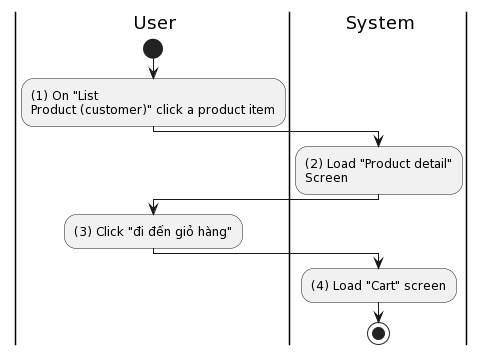 User
System
(1) On "List
Product (customer)" click a product item
(2) Load "Product detail"
Screen
(3) Click "đi đến giỏ hàng"
(4) Load "Cart" screen